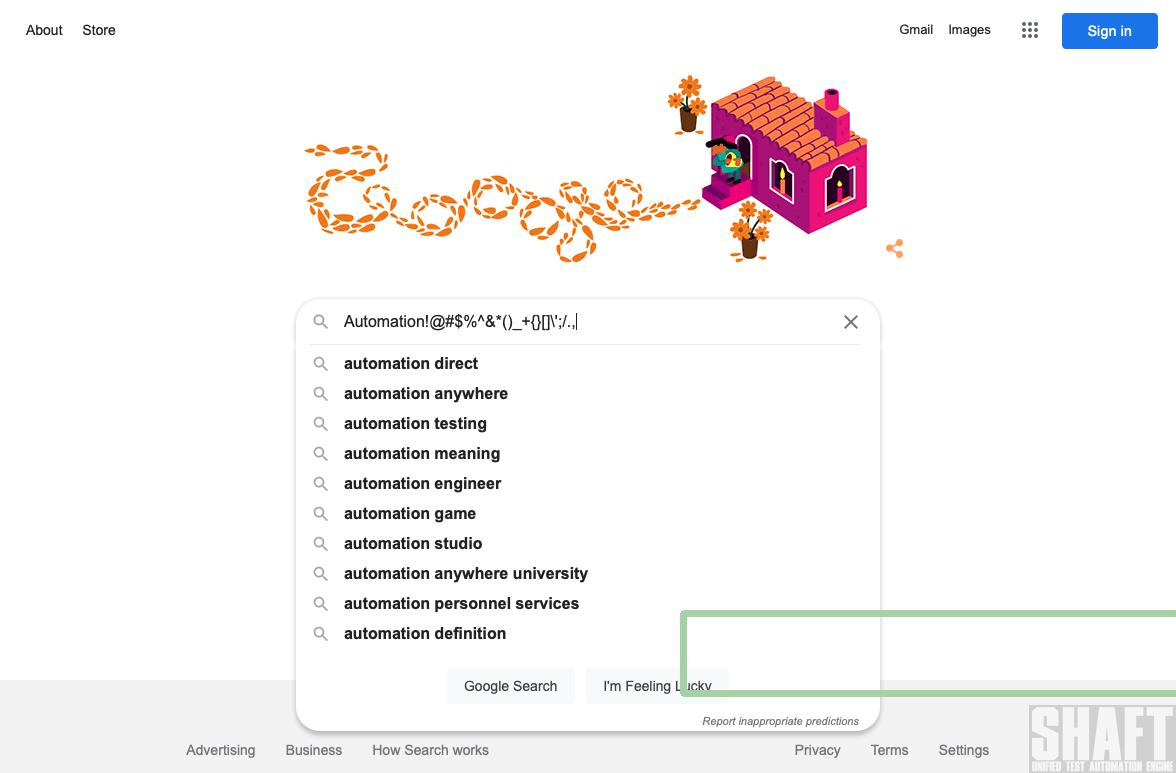 About Store Gmail Images Sign in
Google
Automation!@#$%^&*()_+{}[]\';/.,
automation direct
automation anywhere
automation testing
automation meaning
automation engineer
automation game
automation studio
automation anywhere university
automation personnel services
automation definition
Google Search I'm Feeling Lucky
Report inappropriate predictions
Advertising Business How Search works Privacy Terms Settings
SHAFT
UNIFIED TEST AUTOMATION ENGINE